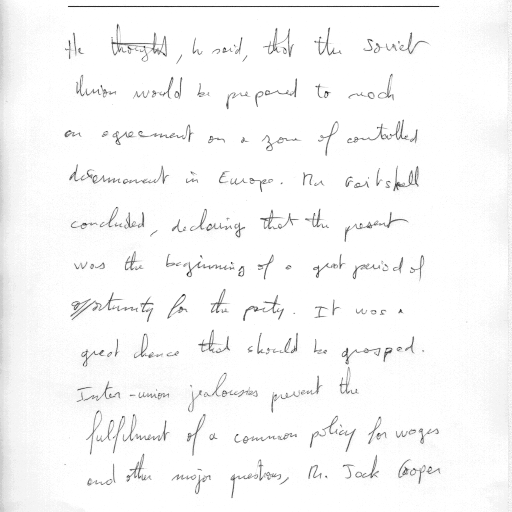 He thought, he said, that the Soviet
Union would be prepared to reach
an agreement on a zone of controlled
disarmament in Europe. Mr Gaitskell
concluded, declaring that the present
was the beginning of a great period of
opportunity for the party. It was a
great chance that should be grasped.
Inter-union jealousies prevent the
fulfilment of a common policy for wages
and other major questions, Mr. Jack Cooper